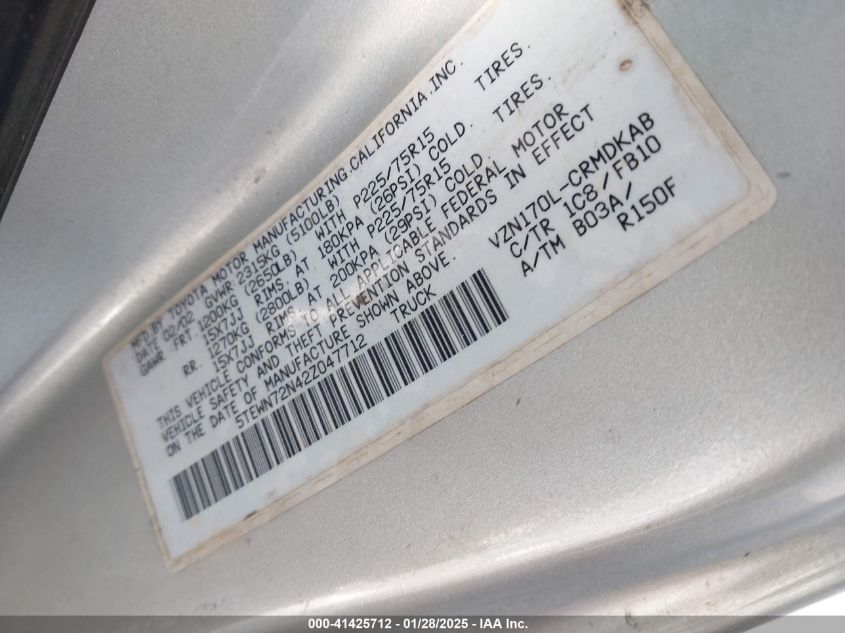 MFD.BY TOYOTA MOTOR MANUFACTURING.CALIFORNIA.INC.
DATE 02/02 GVWR 2315KG (5100LB)
GAWR FRT 1200KG (2650LB) WITH P225/75R15 TIRES.
15X7JJ RIMS. AT 180KPA (26PSI) COLD.
RR. 1270KG (2800LB). WITH P225/75R15 TIRES.
15X7JJ RIMS. AT 200KPA (29PSI) COLD.
THIS VEHICLE CONFORMS TO ALL APPLICABLE FEDERAL MOTOR
VEHICLE SAFETY AND THEFT PREVENTION STANDARDS IN EFFECT
ON THE DATE OF MANUFACTURE SHOWN ABOVE.
5TEWN72N42Z047712 TRUCK
VZN170L-CRMDKAB
C/TR 1C8/FB10
A/TM B03A/
R150F
000-41425712 | 01/28/2025 - IAA Inc.